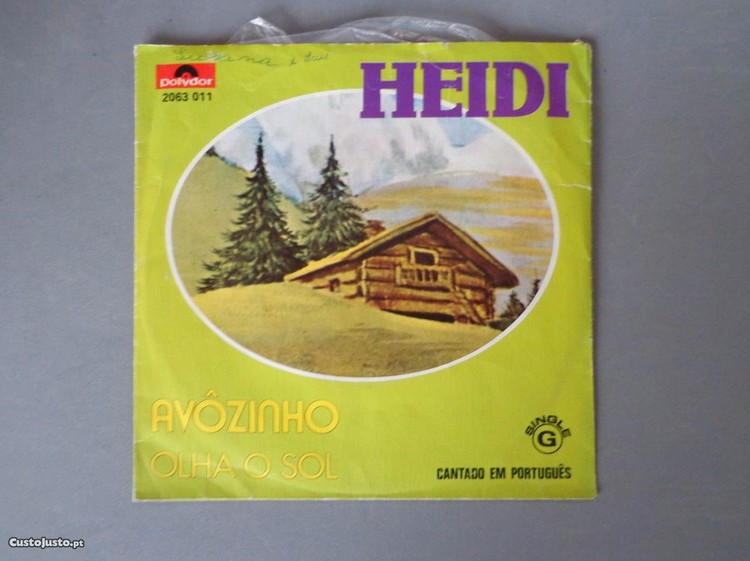 HEIDI
polydor
2063 011
AVÔZINHO
OLHA O SOL
SINGLE
G
CANTADO EM PORTUGUÊS
CustoJusto.pt